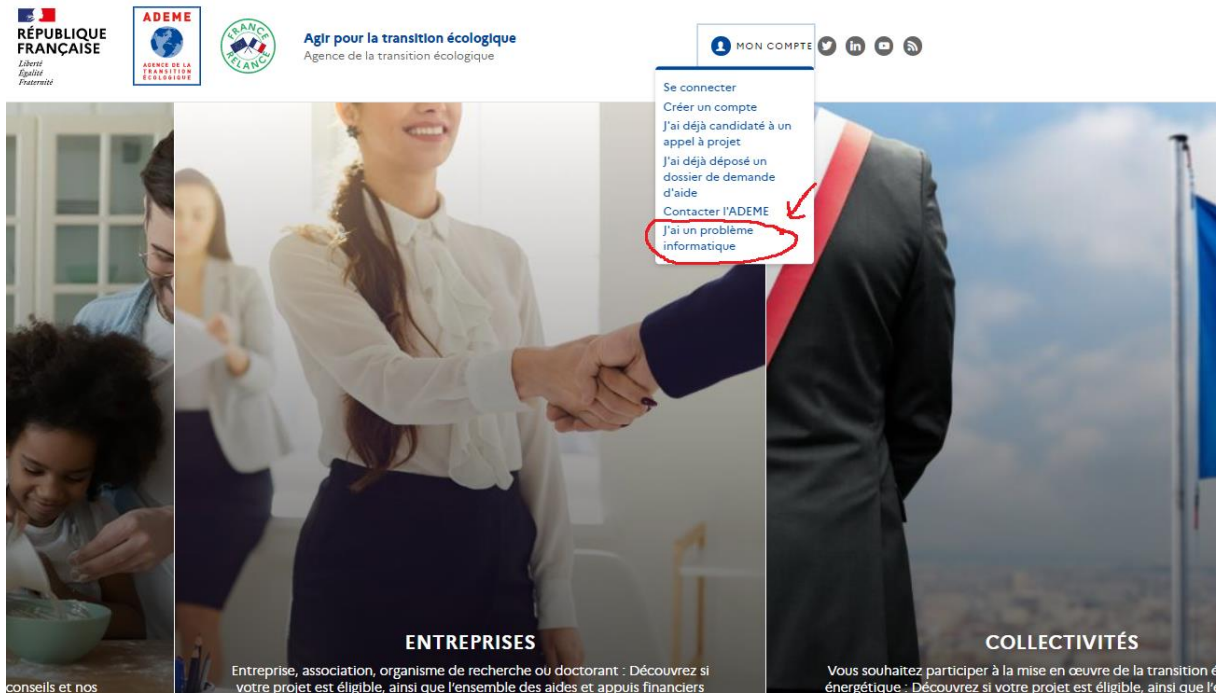 RÉPUBLIQUE
FRANÇAISE
Liberté
Égalité
Fraternité
ADEME
AGENCE DE LA
TRANSITION
ÉCOLOGIQUE
FRANCE
RELANCE
Agir pour la transition écologique
Agence de la transition écologique
MON COMPTE
Se connecter
Créer un compte
J'ai déjà candidaté à un
appel à projet
J'ai déjà déposé un
dossier de demande
d'aide
Contacter l'ADEME
J'ai un problème
informatique
ENTREPRISES
Entreprise, association, organisme de recherche ou doctorant : Découvrez si
votre projet est éligible, ainsi que l'ensemble des aides et appuis financiers
COLLECTIVITÉS
Vous souhaitez participer à la mise en œuvre de la transition é
énergétique : Découvrez si votre projet est éligible, ainsi que l'e
conseils et nos